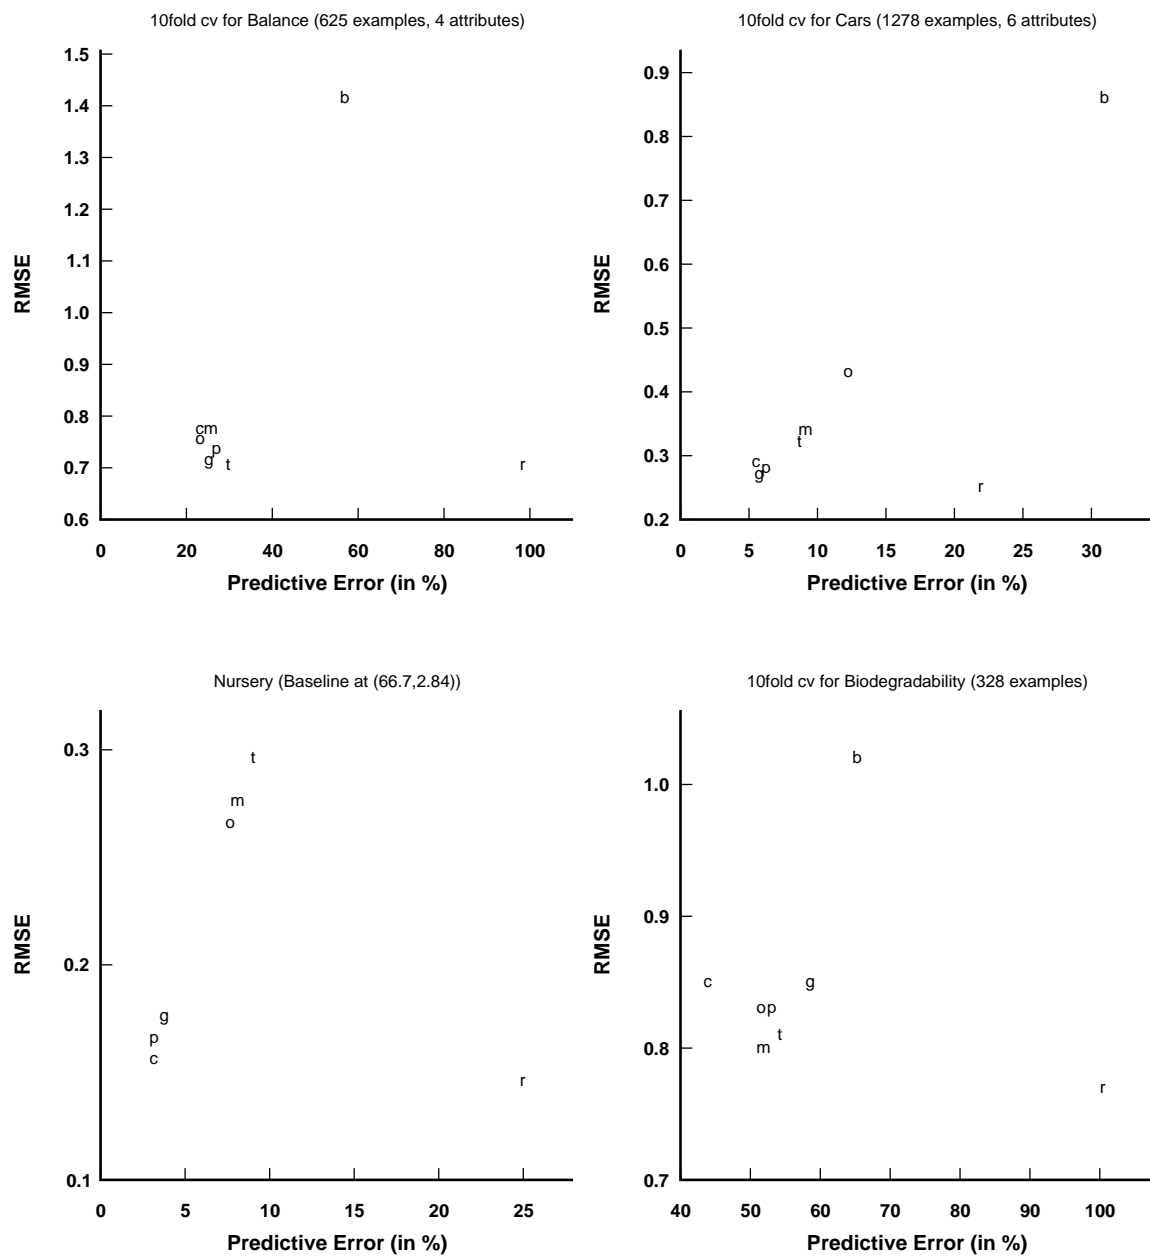 10fold cv for Balance (625 examples, 4 attributes)
1.5
1.4
1.3
1.2
1.1
1.0
0.9
0.8
0.7
0.6
RMSE
b
cm
o
p
g
t
r
0 20 40 60 80 100
Predictive Error (in %)
10fold cv for Cars (1278 examples, 6 attributes)
0.9
0.8
0.7
0.6
0.5
0.4
0.3
0.2
RMSE
b
o
m
t
c
p
g
r
0 5 10 15 20 25 30
Predictive Error (in %)
Nursery (Baseline at (66.7,2.84))
0.3
0.2
0.1
RMSE
t
m
o
g
p
c
r
0 5 10 15 20 25
Predictive Error (in %)
10fold cv for Biodegradability (328 examples)
1.0
0.9
0.8
0.7
RMSE
b
c
g
op
t
m
r
40 50 60 70 80 90 100
Predictive Error (in %)